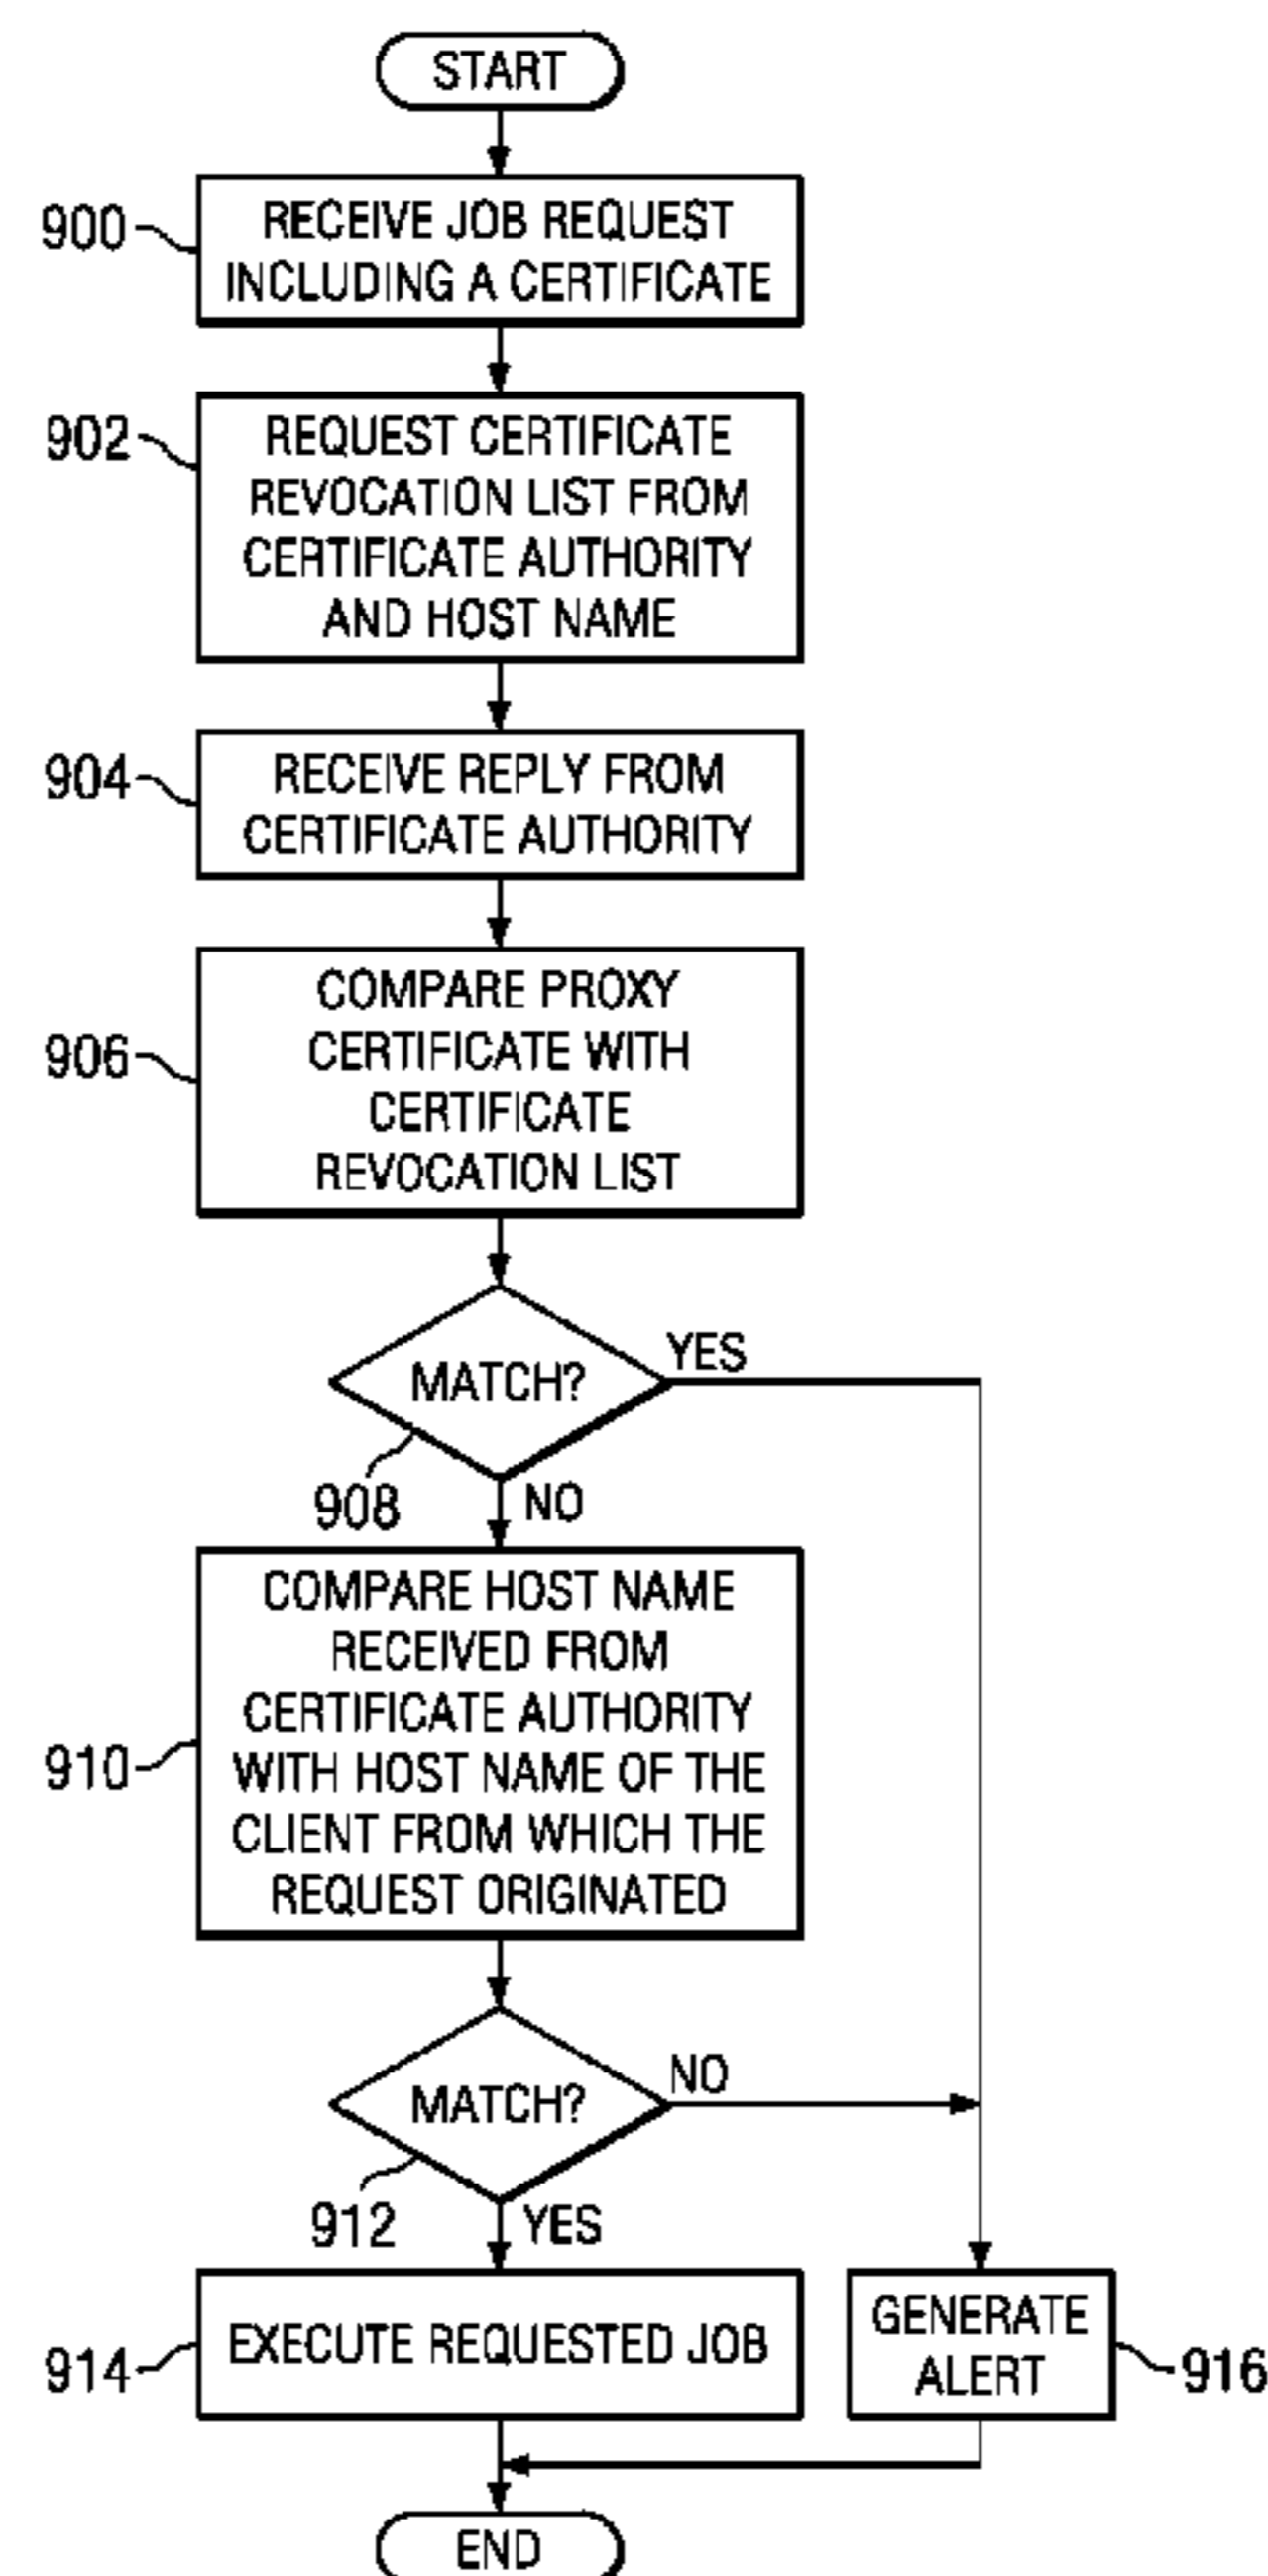 START
900
RECEIVE JOB REQUEST
INCLUDING A CERTIFICATE
902
REQUEST CERTIFICATE
REVOCATION LIST FROM
CERTIFICATE AUTHORITY
AND HOST NAME
904
RECEIVE REPLY FROM
CERTIFICATE AUTHORITY
906
COMPARE PROXY
CERTIFICATE WITH
CERTIFICATE
REVOCATION LIST
MATCH?
YES
908
NO
910
COMPARE HOST NAME
RECEIVED FROM
CERTIFICATE AUTHORITY
WITH HOST NAME OF THE
CLIENT FROM WHICH THE
REQUEST ORIGINATED
MATCH?
NO
912
YES
914
EXECUTE REQUESTED JOB
GENERATE
ALERT
916
END